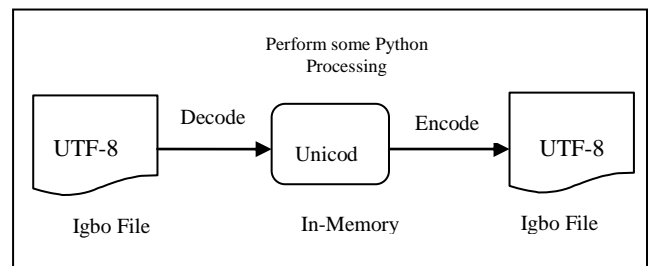 Perform some Python
Processing
Decode
Encode
UTF-8
Unicod
UTF-8
Igbo File
In-Memory
Igbo File